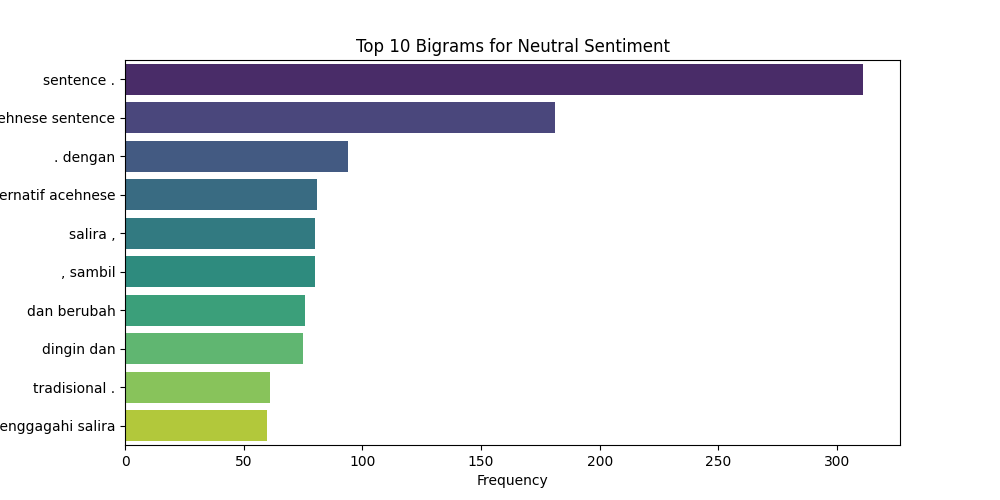 Top 10 Bigrams for Neutral Sentiment
sentence .
ehnese sentence
. dengan
ernatif acehnese
salira ,
, sambil
dan berubah
dingin dan
tradisional .
enggagahi salira
0 50 100 150 200 250 300
Frequency